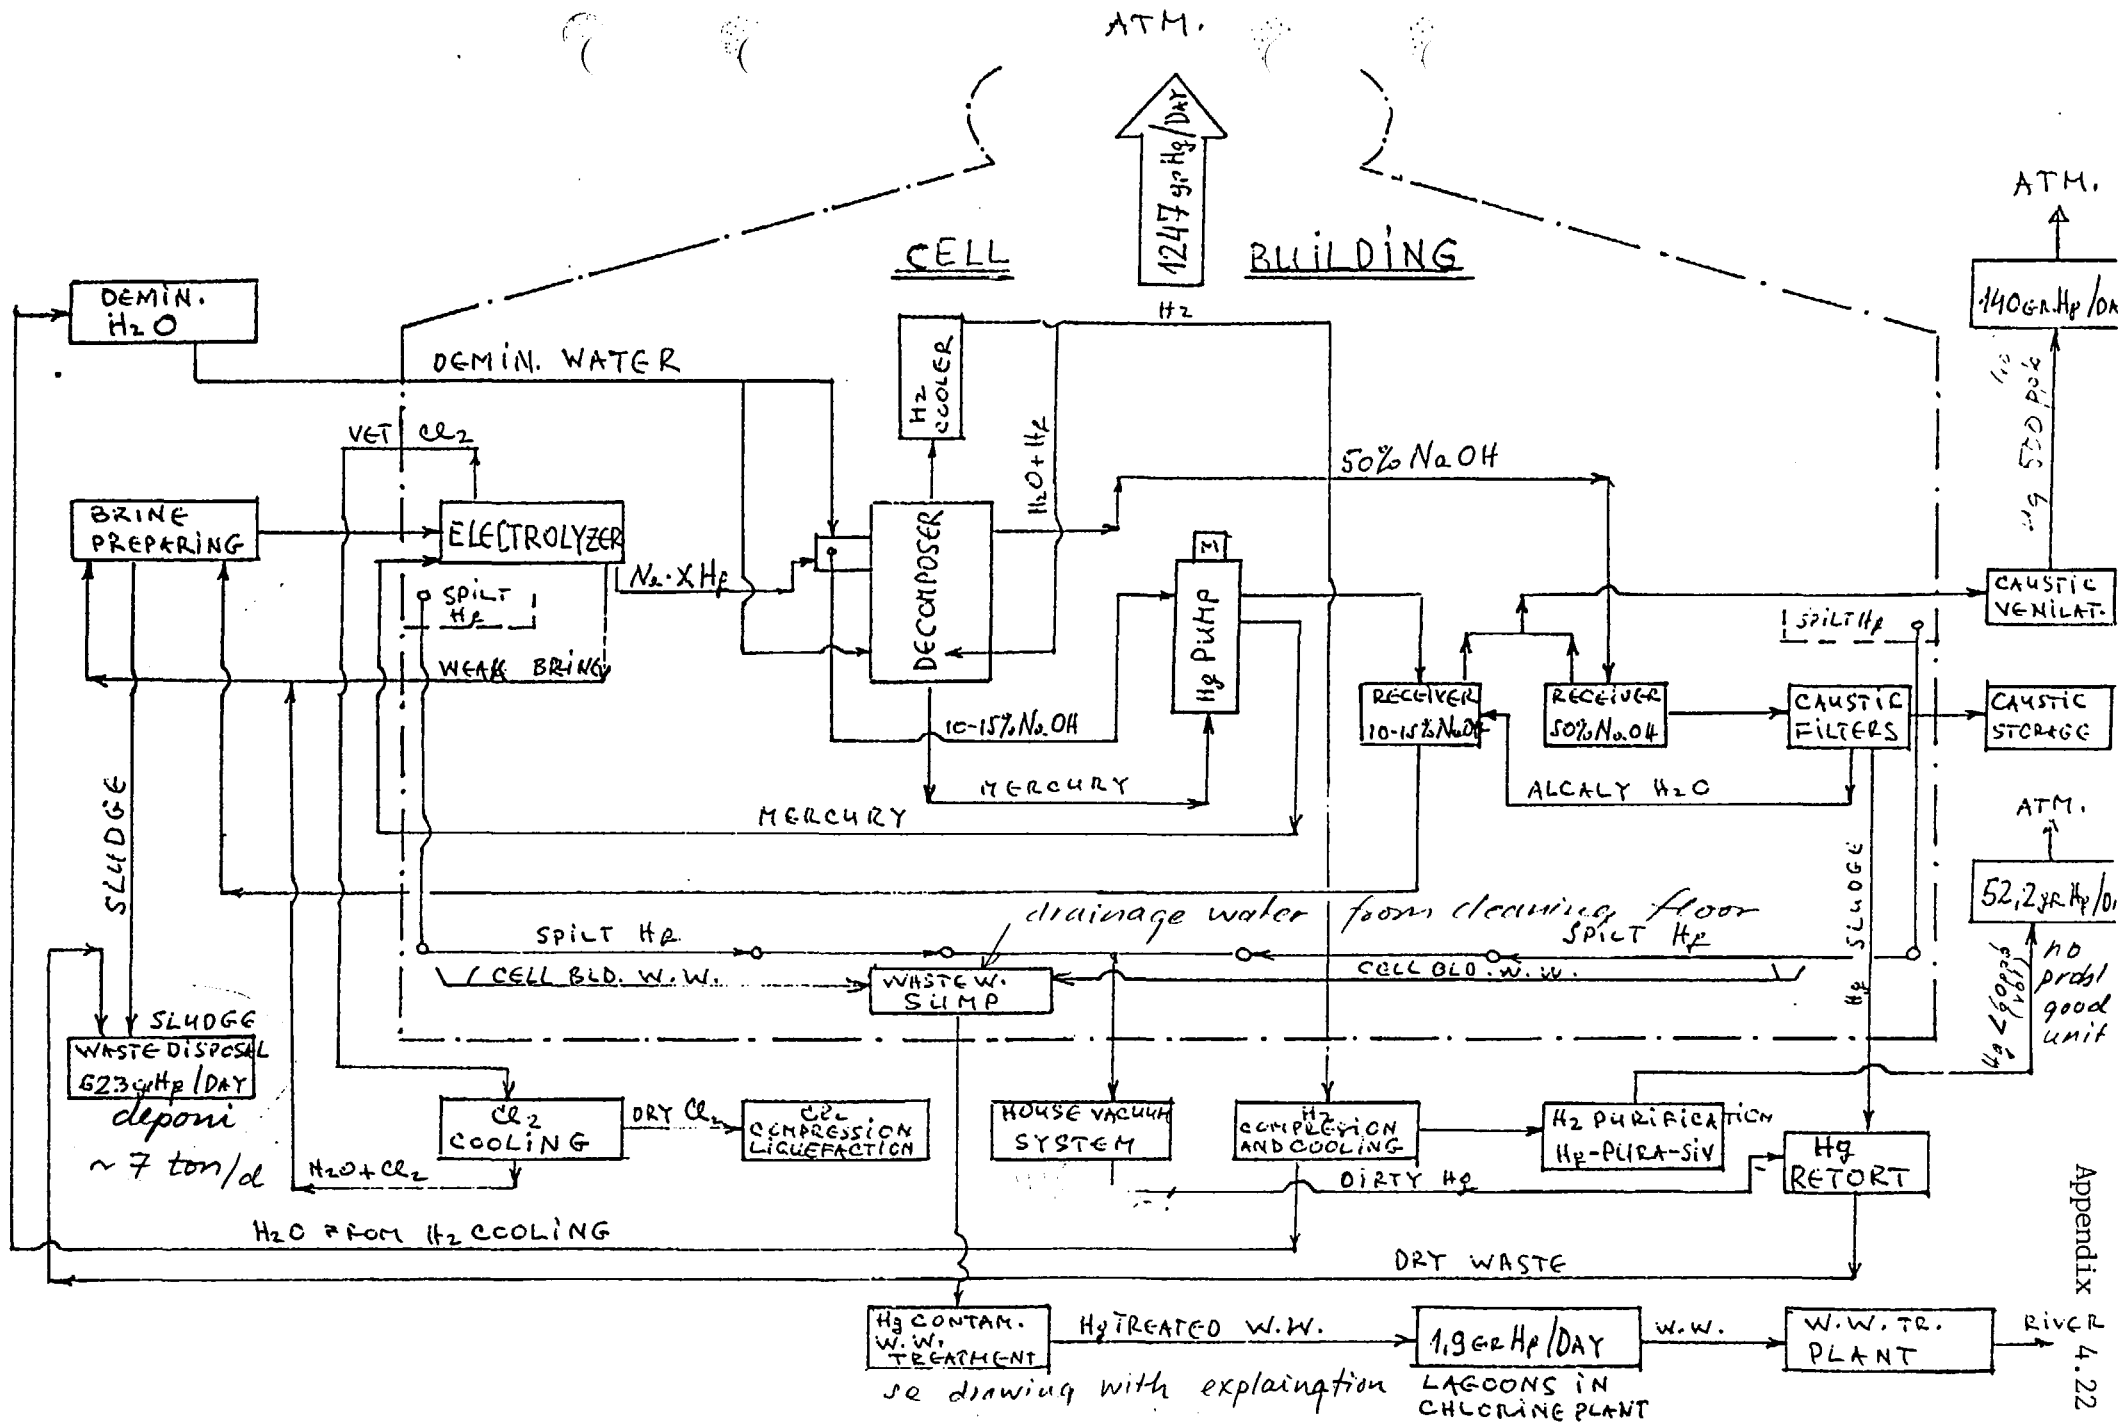 ATM.
1247 gr Hg/DAY
ATM.
CELL BUILDING
140 GR.Hg/DA
DEMIN.
H2O
H2
DEMIN. WATER
H2
COOLER
H2O+Hg
Hg 500 ppb
VET Cl2
50% NaOH
BRINE
PREPARING
ELECTROLYZER
DECOMPOSER
M
Hg PUMP
Na·XHg
SPILT
Hg
CAUSTIC
VENILAT.
SPILT Hg
WEAK BRINE
RECEIVER
10-15% NaOH
RECEIVER
50% NaOH
CAUSTIC
FILTERS
CAUSTIC
STORAGE
10-15% NaOH
MERCURY
ALCALY H2O
MERCURY
ATM.
SLUDGE
Hg SLUDGE
52,2 gR Hg/D
drainage water from cleaning floor
SPILT Hg
SPILT Hg
CELL BLD. W.W.
WASTE W.
SUMP
CELL BLD. W.W.
no
probl
good
unit
SLUDGE
WASTE DISPOSAL
623 gr Hg/DAY
deponi
~ 7 ton/d
Cl2
COOLING
DRY Cl2
Cl2
COMPRESSION
LIQUEFACTION
HOUSE VACUUM
SYSTEM
H2
COMPRESION
AND COOLING
H2 PURIFICATION
Hg-PURA-SIV
Hg
RETORT
H2O+Cl2
DIRTY Hg
H2O FROM H2 COOLING
DRY WASTE
Hg CONTAM.
W.W.
TREATMENT
Hg TREATED W.W.
1,9 GR Hg/DAY
W.W.
W.W. TR.
PLANT
RIVER
se drawing with explaingtion
LAGOONS IN
CHLORINE PLANT
Appendix 4.22